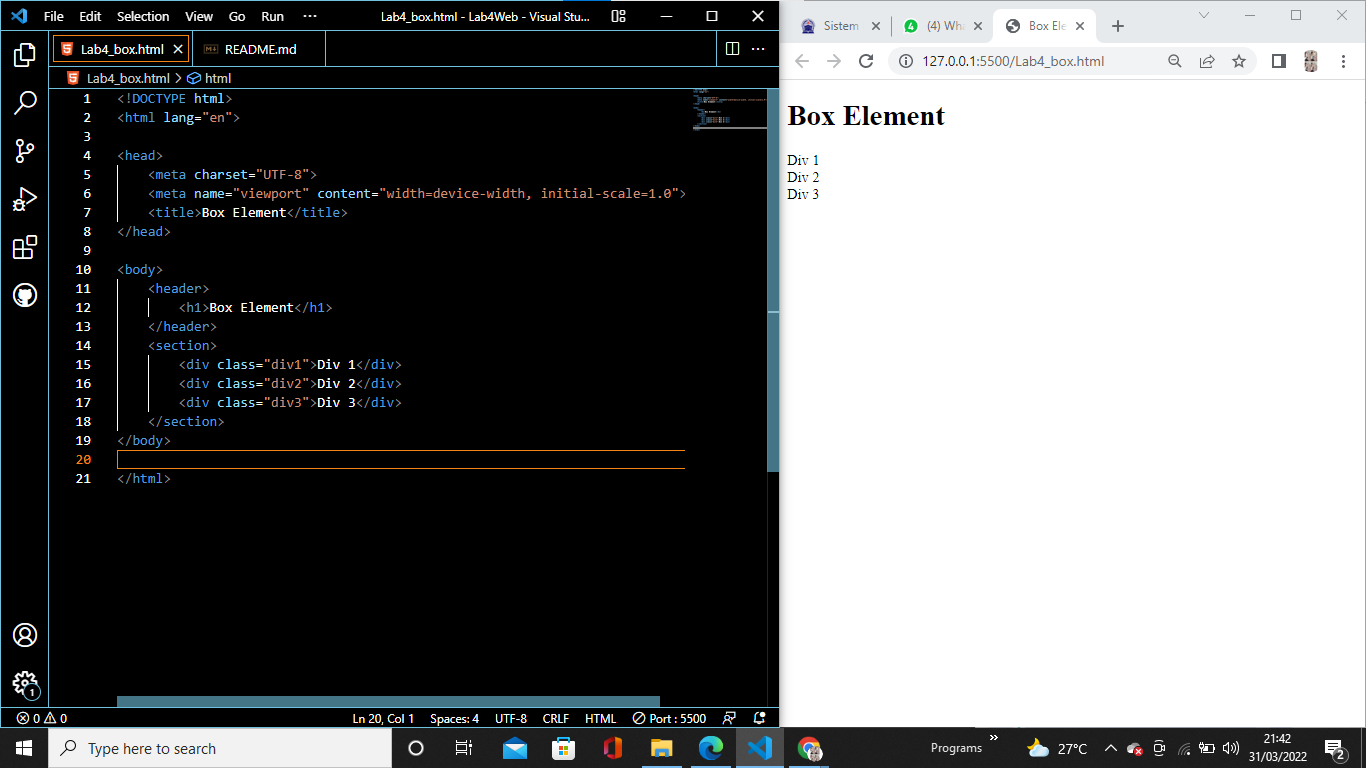 File Edit Selection View Go Run ··· Lab4_box.html - Lab4Web - Visual Stu...
Lab4_box.html README.md
Lab4_box.html > html
1 <!DOCTYPE html>
2 <html lang="en">
3
4 <head>
5 <meta charset="UTF-8">
6 <meta name="viewport" content="width=device-width, initial-scale=1.0">
7 <title>Box Element</title>
8 </head>
9
10 <body>
11 <header>
12 <h1>Box Element</h1>
13 </header>
14 <section>
15 <div class="div1">Div 1</div>
16 <div class="div2">Div 2</div>
17 <div class="div3">Div 3</div>
18 </section>
19 </body>
20
21 </html>
1
0 0 Ln 20, Col 1 Spaces: 4 UTF-8 CRLF HTML Port : 5500
Sistem (4) Wha Box Ele
127.0.0.1:5500/Lab4_box.html
Box Element
Div 1
Div 2
Div 3
Type here to search Programs » 27°C 21:42
31/03/2022 2